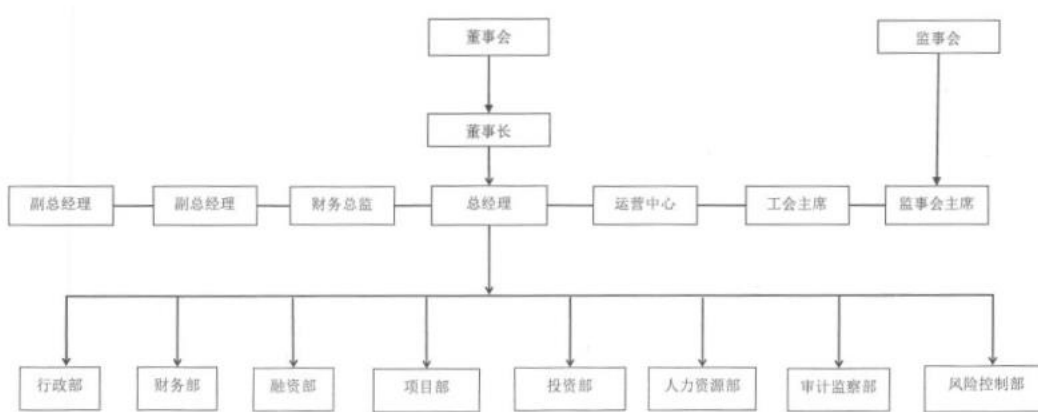 董事会
监事会
董事长
副总经理
副总经理
财务总监
总经理
运营中心
工会主席
监事会主席
行政部
财务部
融资部
项目部
投资部
人力资源部
审计监察部
风险控制部